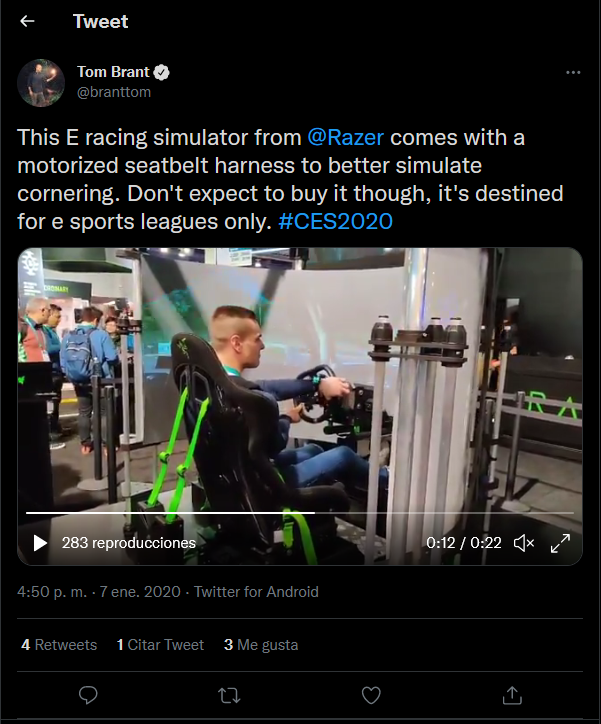 Tweet
Tom Brant
@branttom
This E racing simulator from @Razer comes with a
motorized seatbelt harness to better simulate
cornering. Don't expect to buy it though, it's destined
for e sports leagues only. #CES2020
RA
283 reproducciones
0:12 / 0:22
4:50 p. m. · 7 ene. 2020 · Twitter for Android
4 Retweets 1 Citar Tweet 3 Me gusta